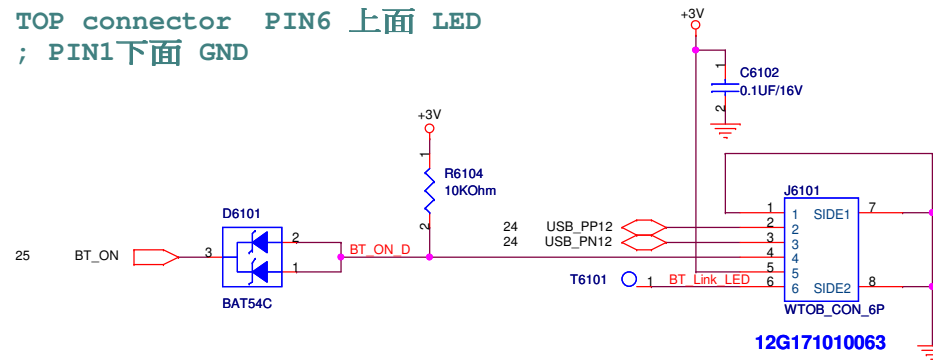 TOP connector PIN6 上面 LED
; PIN1下面 GND
+3V
1
C6102
0.1UF/16V
2
+3V
1
R6104
10KOhm
2
J6101
D6101
24 USB_PP12
24 USB_PN12
25 BT_ON
3
2
1
BT_ON_D
BAT54C
T6101
1
BT_Link_LED
1 1 SIDE1 7
2 2
3 3
4 4
5 5
6 6 SIDE2 8
WTOB_CON_6P
12G171010063